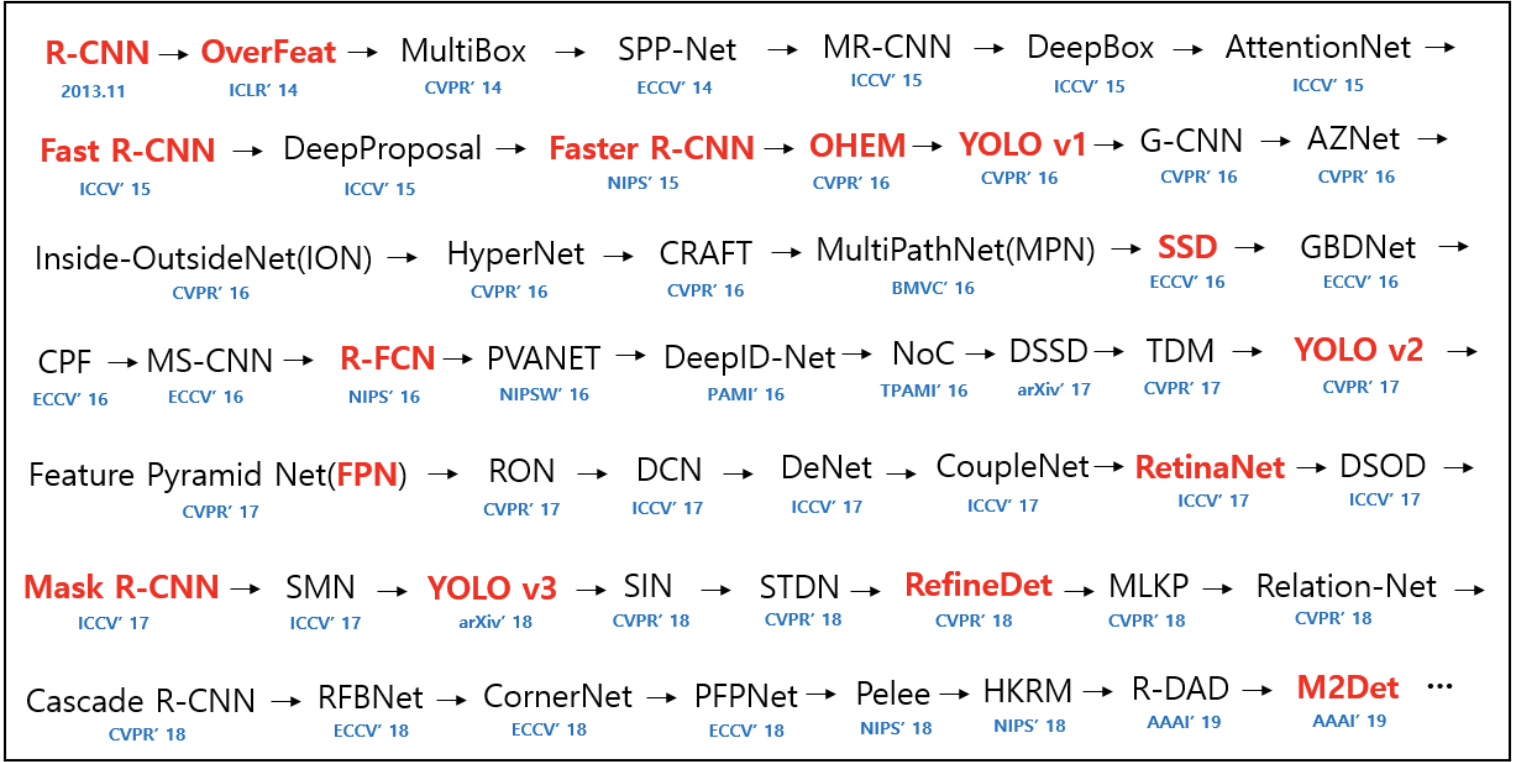 R-CNN → OverFeat → MultiBox → SPP-Net → MR-CNN → DeepBox → AttentionNet →
2013.11 ICLR' 14 CVPR' 14 ECCV' 14 ICCV' 15 ICCV' 15 ICCV' 15
Fast R-CNN → DeepProposal → Faster R-CNN → OHEM → YOLO v1 → G-CNN → AZNet →
ICCV' 15 ICCV' 15 NIPS' 15 CVPR' 16 CVPR' 16 CVPR' 16 CVPR' 16
Inside-OutsideNet(ION) → HyperNet → CRAFT → MultiPathNet(MPN) → SSD → GBDNet →
CVPR' 16 CVPR' 16 CVPR' 16 BMVC' 16 ECCV' 16 ECCV' 16
CPF → MS-CNN → R-FCN → PVANET → DeepID-Net → NoC → DSSD → TDM → YOLO v2 →
ECCV' 16 ECCV' 16 NIPS' 16 NIPSW' 16 PAMI' 16 TPAMI' 16 arXiv' 17 CVPR' 17 CVPR' 17
Feature Pyramid Net(FPN) → RON → DCN → DeNet → CoupleNet → RetinaNet → DSOD →
CVPR' 17 CVPR' 17 ICCV' 17 ICCV' 17 ICCV' 17 ICCV' 17 ICCV' 17
Mask R-CNN → SMN → YOLO v3 → SIN → STDN → RefineDet → MLKP → Relation-Net →
ICCV' 17 ICCV' 17 arXiv' 18 CVPR' 18 CVPR' 18 CVPR' 18 CVPR' 18 CVPR' 18
Cascade R-CNN → RFBNet → CornerNet → PFPNet → Pelee → HKRM → R-DAD → M2Det ···
CVPR' 18 ECCV' 18 ECCV' 18 ECCV' 18 NIPS' 18 NIPS' 18 AAAI' 19 AAAI' 19